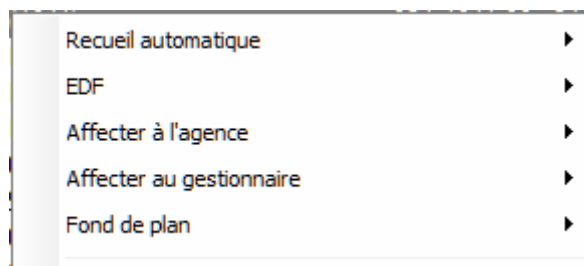 Recueil automatique
EDF
Affecter à l'agence
Affecter au gestionnaire
Fond de plan